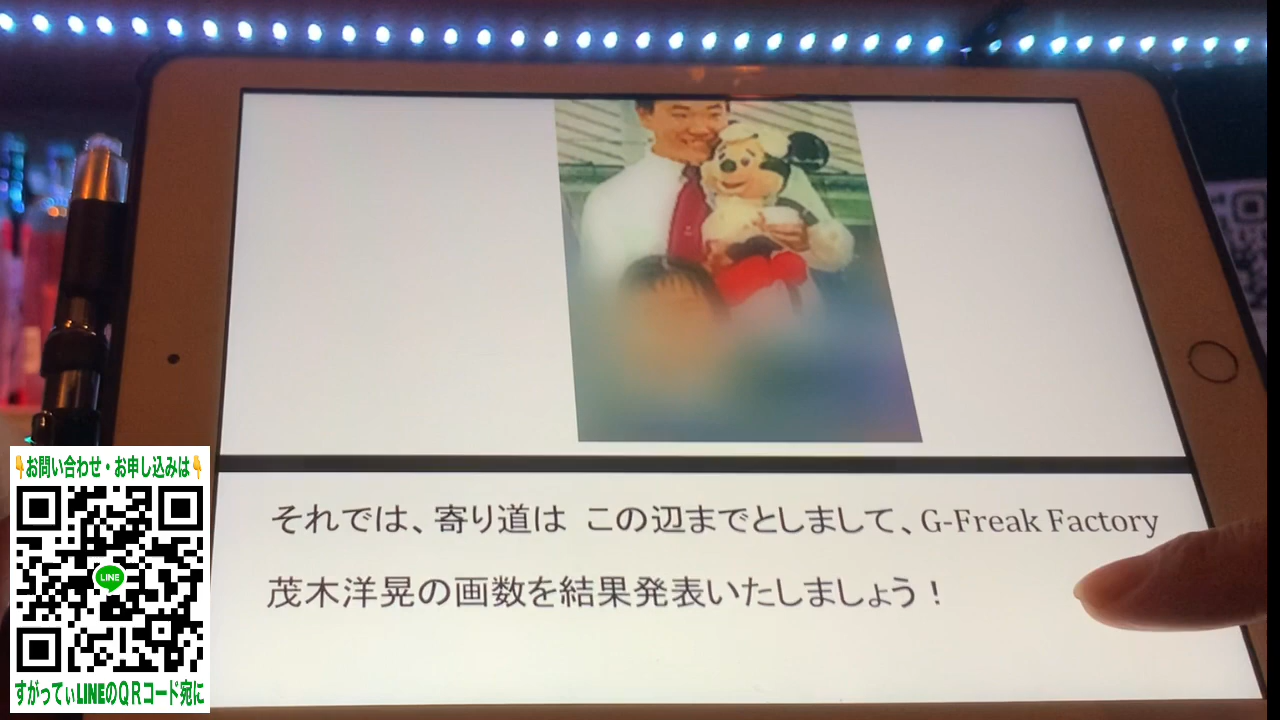 それでは、寄り道は この辺までとしまして、G-Freak Factory
茂木洋晃の画数を結果発表いたしましょう！
👇お問い合わせ・お申し込みは👇
LINE
すがってぃLINEのQRコード宛に